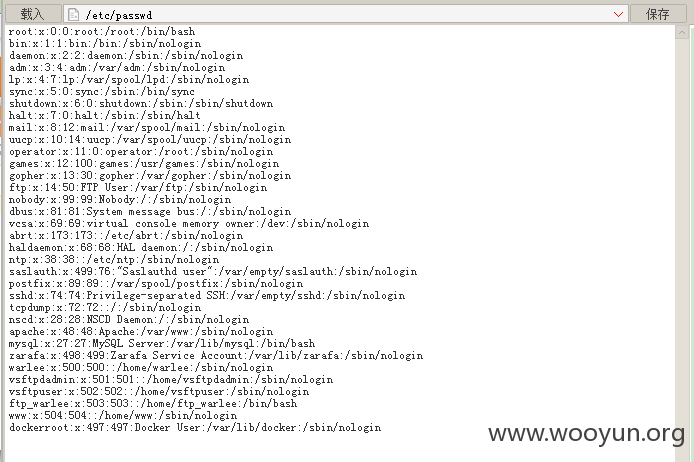 载入 /etc/passwd 保存
root:x:0:0:root:/root:/bin/bash
bin:x:1:1:bin:/bin:/sbin/nologin
daemon:x:2:2:daemon:/sbin:/sbin/nologin
adm:x:3:4:adm:/var/adm:/sbin/nologin
lp:x:4:7:lp:/var/spool/lpd:/sbin/nologin
sync:x:5:0:sync:/sbin:/bin/sync
shutdown:x:6:0:shutdown:/sbin:/sbin/shutdown
halt:x:7:0:halt:/sbin:/sbin/halt
mail:x:8:12:mail:/var/spool/mail:/sbin/nologin
uucp:x:10:14:uucp:/var/spool/uucp:/sbin/nologin
operator:x:11:0:operator:/root:/sbin/nologin
games:x:12:100:games:/usr/games:/sbin/nologin
gopher:x:13:30:gopher:/var/gopher:/sbin/nologin
ftp:x:14:50:FTP User:/var/ftp:/sbin/nologin
nobody:x:99:99:Nobody:/:/sbin/nologin
dbus:x:81:81:System message bus:/:/sbin/nologin
vcsa:x:69:69:virtual console memory owner:/dev:/sbin/nologin
abrt:x:173:173::/etc/abrt:/sbin/nologin
haldaemon:x:68:68:HAL daemon:/:/sbin/nologin
ntp:x:38:38::/etc/ntp:/sbin/nologin
saslauth:x:499:76:"Saslauthd user":/var/empty/saslauth:/sbin/nologin
postfix:x:89:89::/var/spool/postfix:/sbin/nologin
sshd:x:74:74:Privilege-separated SSH:/var/empty/sshd:/sbin/nologin
tcpdump:x:72:72::/:/sbin/nologin
nscd:x:28:28:NSCD Daemon:/:/sbin/nologin
apache:x:48:48:Apache:/var/www:/sbin/nologin
mysql:x:27:27:MySQL Server:/var/lib/mysql:/bin/bash
zarafa:x:498:499:Zarafa Service Account:/var/lib/zarafa:/sbin/nologin
warlee:x:500:500::/home/warlee:/sbin/nologin
vsftpdadmin:x:501:501::/home/vsftpdadmin:/sbin/nologin
vsftpuser:x:502:502::/home/vsftpuser:/sbin/nologin
ftp_warlee:x:503:503::/home/ftp_warlee:/bin/bash
www:x:504:504::/home/www:/sbin/nologin
dockerroot:x:497:497:Docker User:/var/lib/docker:/sbin/nologin
www.wooyun.org